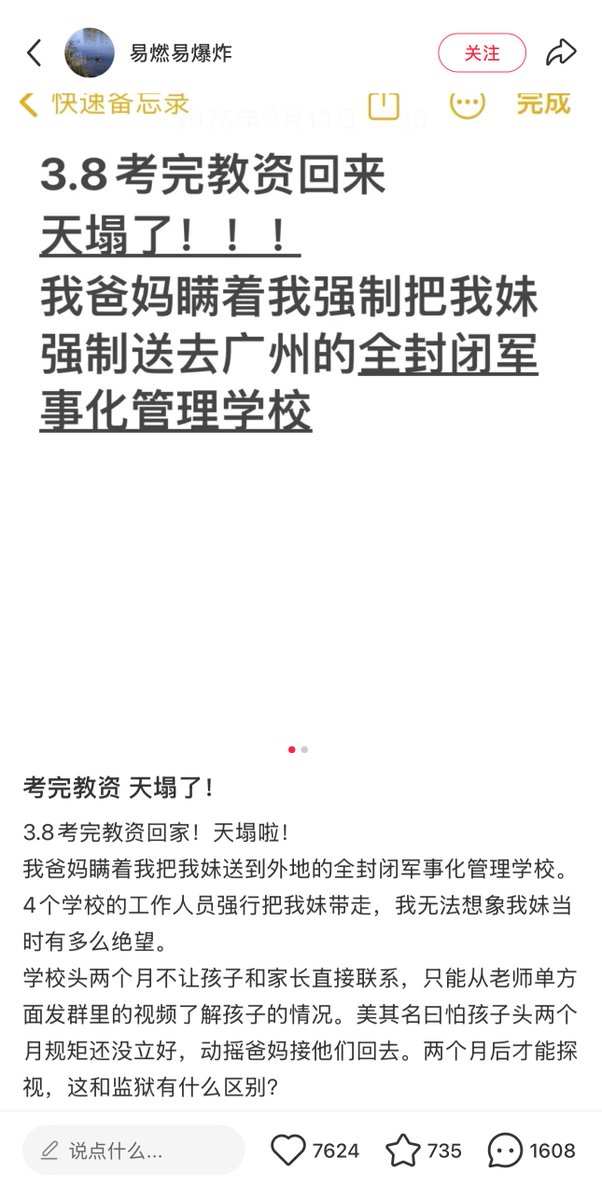 易燃易爆炸
关注
快速备忘录
完成
3.8考完教资回来
天塌了！！！
我爸妈瞒着我强制把我妹
强制送去广州的全封闭军
事化管理学校
考完教资 天塌了！
3.8考完教资回家！天塌啦！
我爸妈瞒着我把我妹送到外地的全封闭军事化管理学校。
4个学校的工作人员强行把我妹带走，我无法想象我妹当
时有多么绝望。
学校头两个月不让孩子和家长直接联系，只能从老师单方
面发群里的视频了解孩子的情况。美其名曰怕孩子头两个
月规矩还没立好，动摇爸妈接他们回去。两个月后才能探
视，这和监狱有什么区别?
说点什么...
7624
735
1608